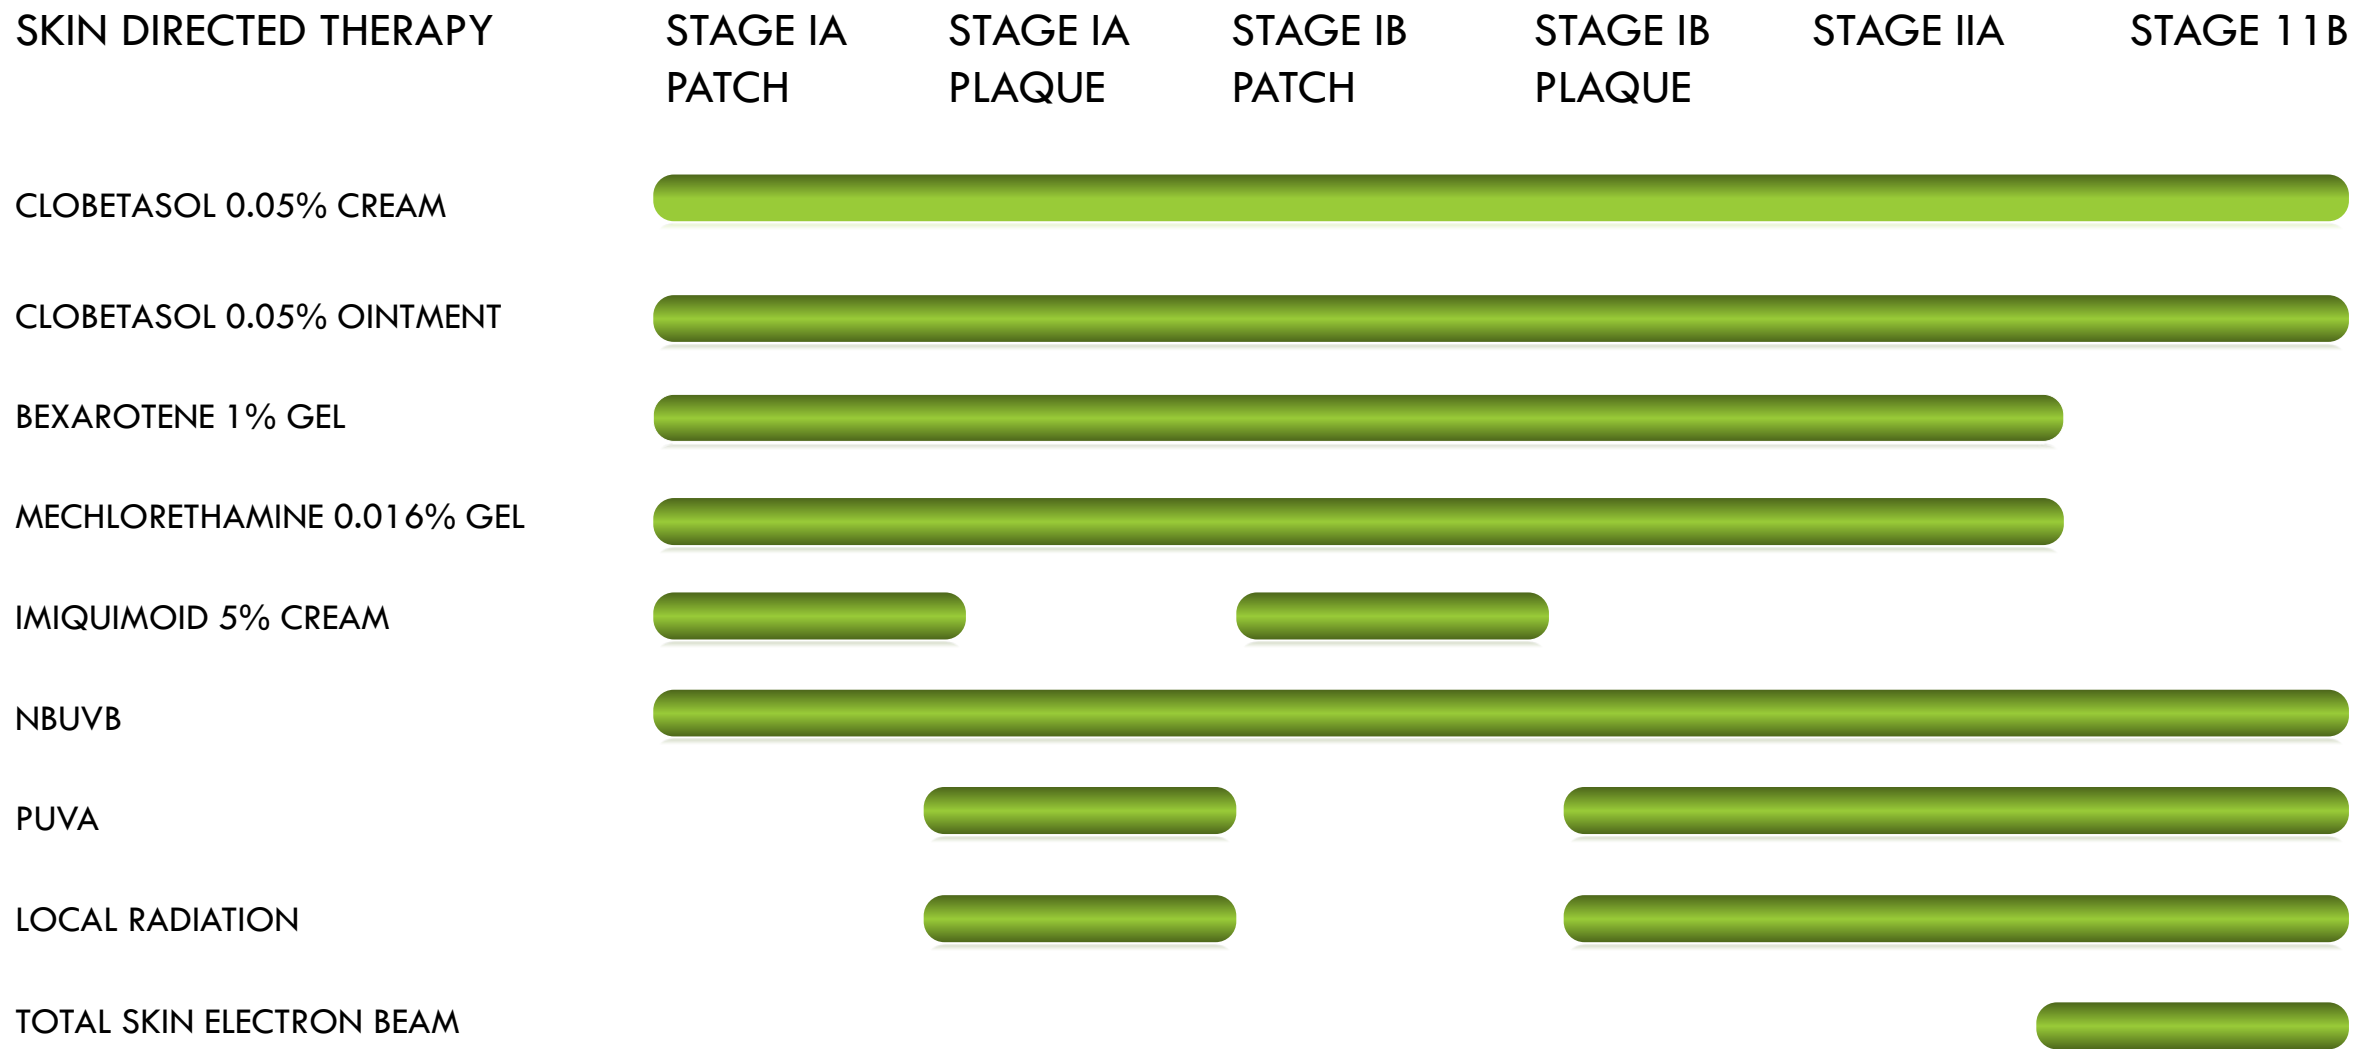 SKIN DIRECTED THERAPY
STAGE IA
PATCH
STAGE IA
PLAQUE
STAGE IB
PATCH
STAGE IB
PLAQUE
STAGE IIA
STAGE 11B
CLOBETASOL 0.05% CREAM
CLOBETASOL 0.05% OINTMENT
BEXAROTENE 1% GEL
MECHLORETHAMINE 0.016% GEL
IMIQUIMOID 5% CREAM
NBUVB
PUVA
LOCAL RADIATION
TOTAL SKIN ELECTRON BEAM